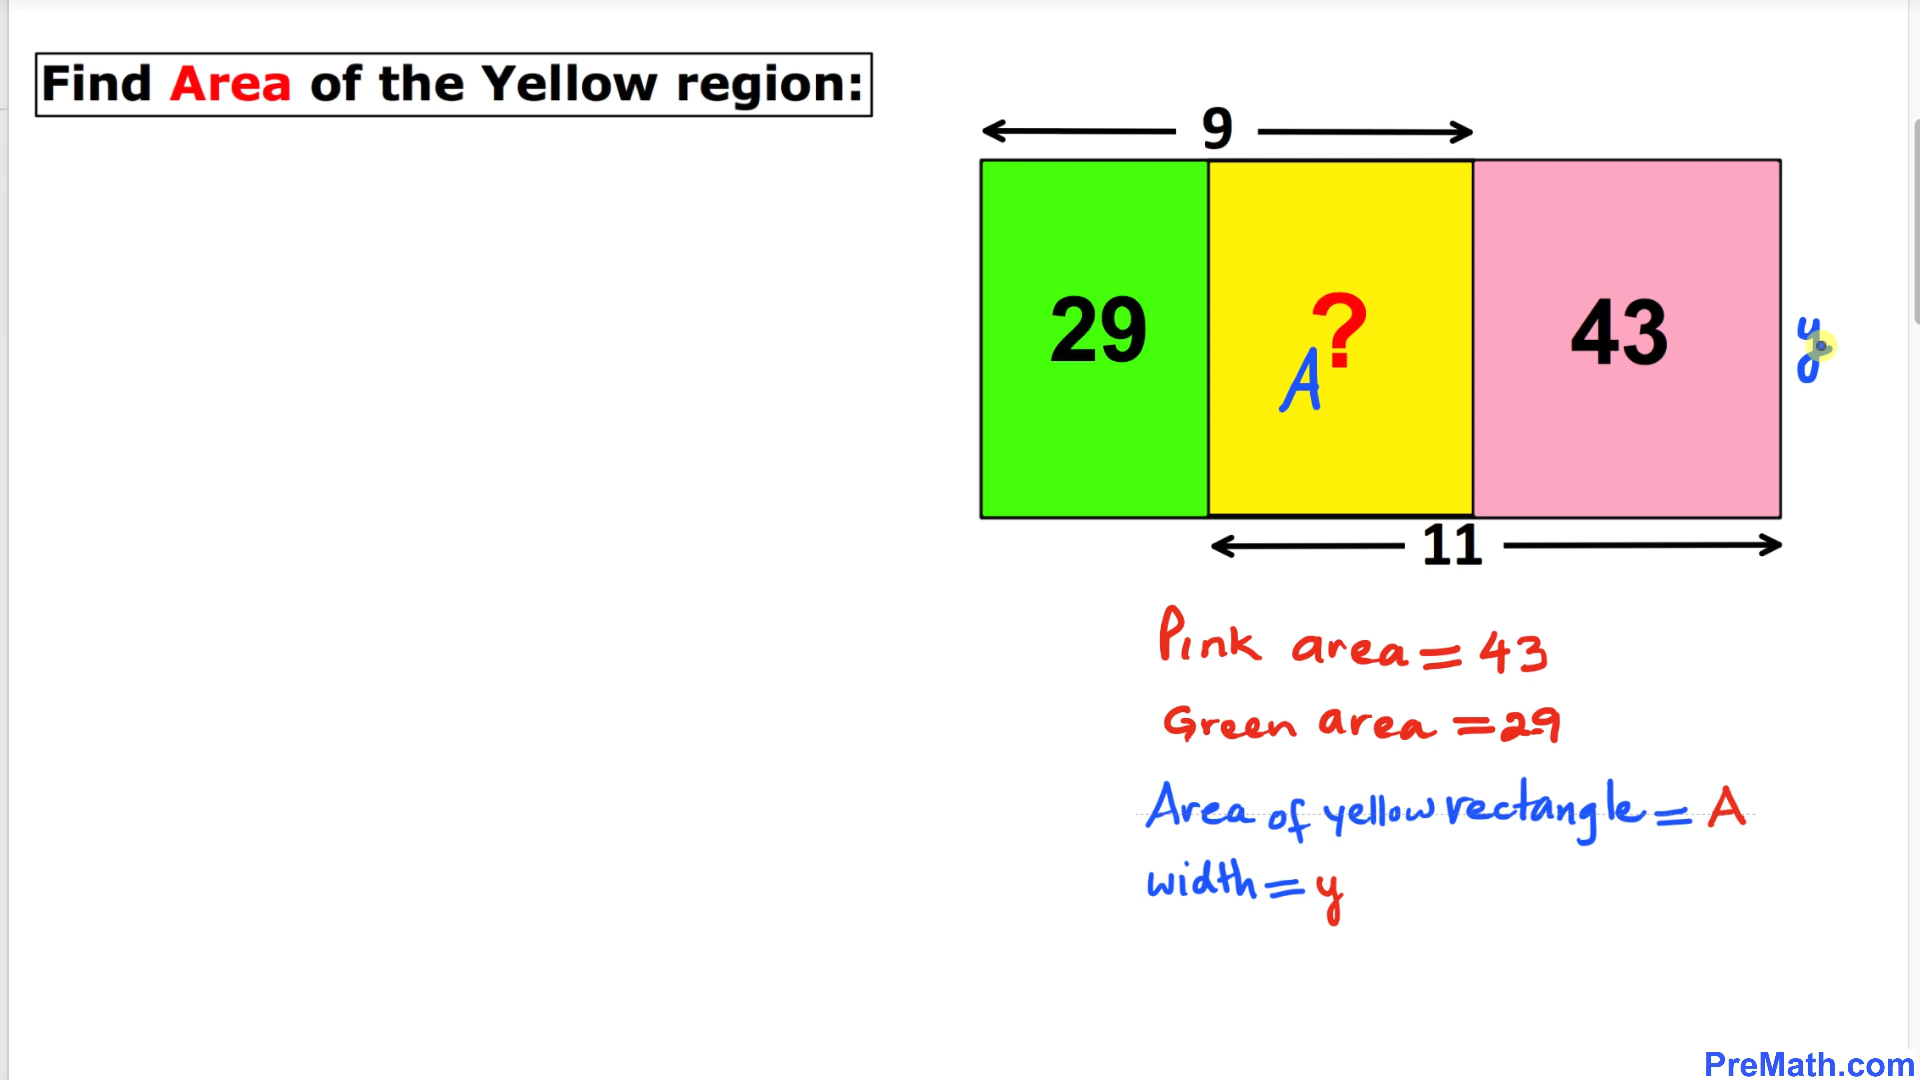 Find Area of the Yellow region:
9
29
?
A
43
y
11
Pink area = 43
Green area = 29
Area of yellow rectangle = A
width = y
PreMath.com